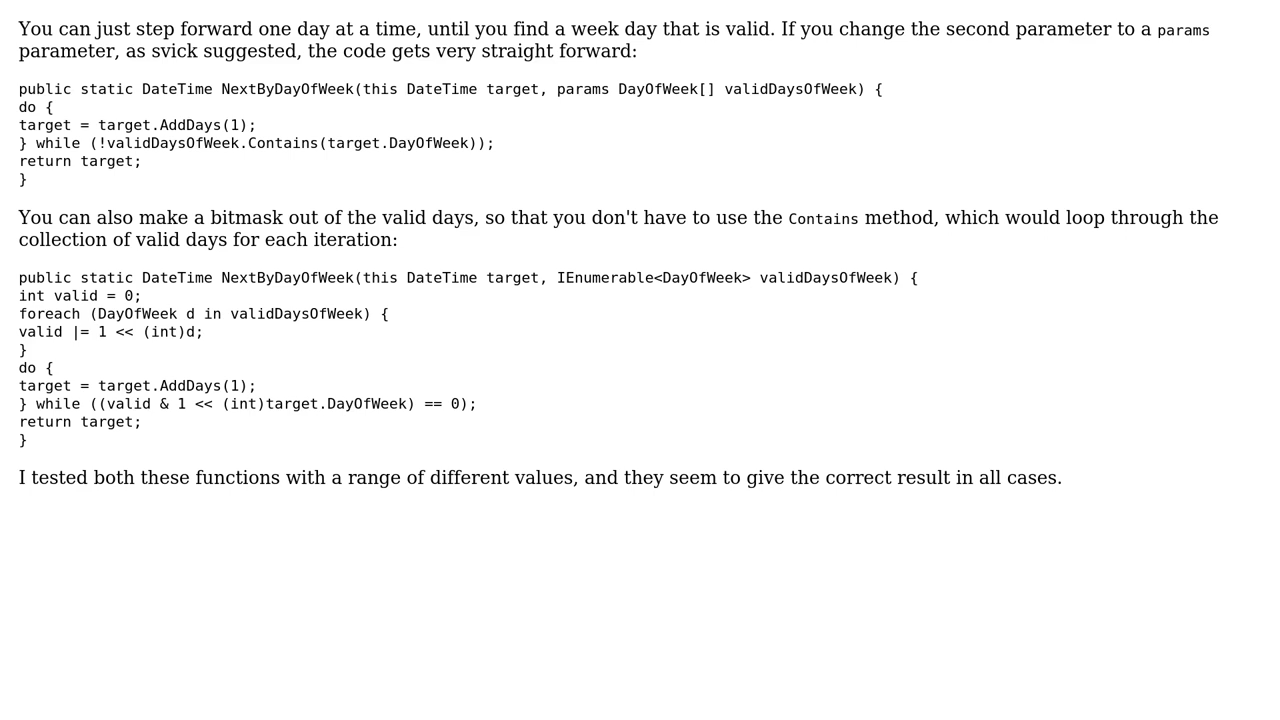 You can just step forward one day at a time, until you find a week day that is valid. If you change the second parameter to a params
parameter, as svick suggested, the code gets very straight forward:
public static DateTime NextByDayOfWeek(this DateTime target, params DayOfWeek[] validDaysOfWeek) {
do {
target = target.AddDays(1);
} while (!validDaysOfWeek.Contains(target.DayOfWeek));
return target;
}
You can also make a bitmask out of the valid days, so that you don't have to use the Contains method, which would loop through the
collection of valid days for each iteration:
public static DateTime NextByDayOfWeek(this DateTime target, IEnumerable<DayOfWeek> validDaysOfWeek) {
int valid = 0;
foreach (DayOfWeek d in validDaysOfWeek) {
valid |= 1 << (int)d;
}
do {
target = target.AddDays(1);
} while ((valid & 1 << (int)target.DayOfWeek) == 0);
return target;
}
I tested both these functions with a range of different values, and they seem to give the correct result in all cases.